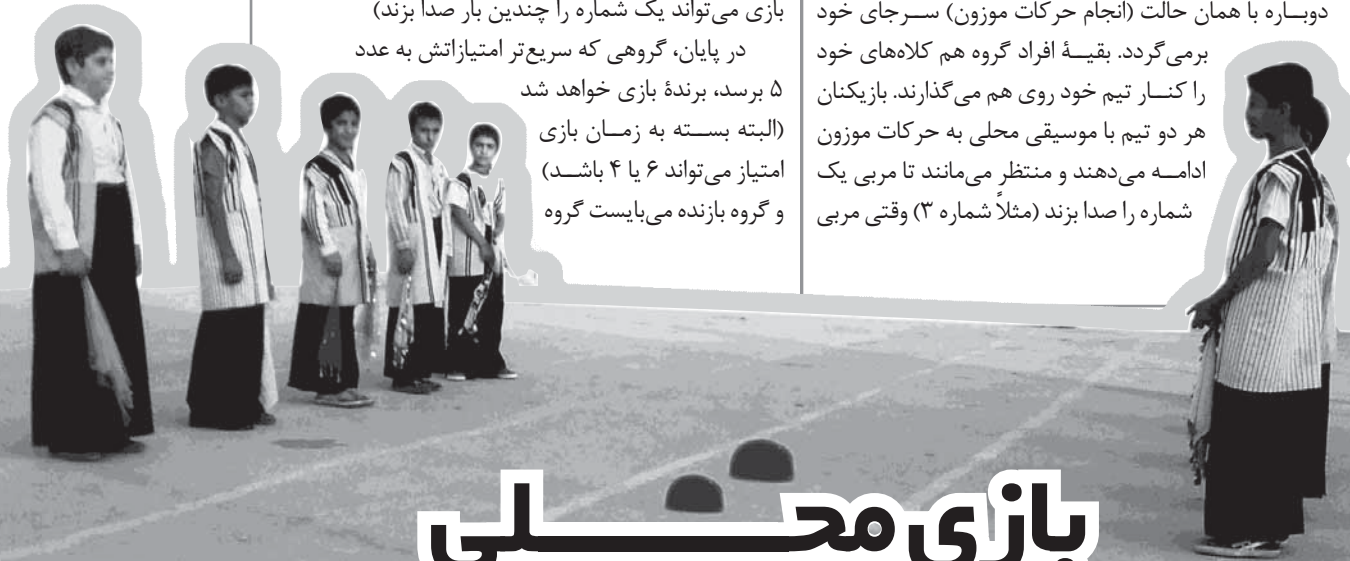 دوباره با همان حالت (انجام حرکات موزون) سرجای خود
برمی‌گردد. بقیهٔ افراد گروه هم کلاه‌های خود
را کنار تیم خود روی هم می‌گذارند. بازیکنان
هر دو تیم با موسیقی محلی به حرکات موزون
ادامه می‌دهند و منتظر می‌مانند تا مربی یک
شماره را صدا بزند (مثلاً شماره ۳) وقتی مربی
بازی می‌تواند یک شماره را چندین بار صدا بزند)
در پایان، گروهی که سریع‌تر امتیازاتش به عدد
۵ برسد، برندهٔ بازی خواهد شد
(البته بسته به زمان بازی
امتیاز می‌تواند ۶ یا ۴ باشد)
و گروه بازنده می‌بایست گروه
بازی محلی